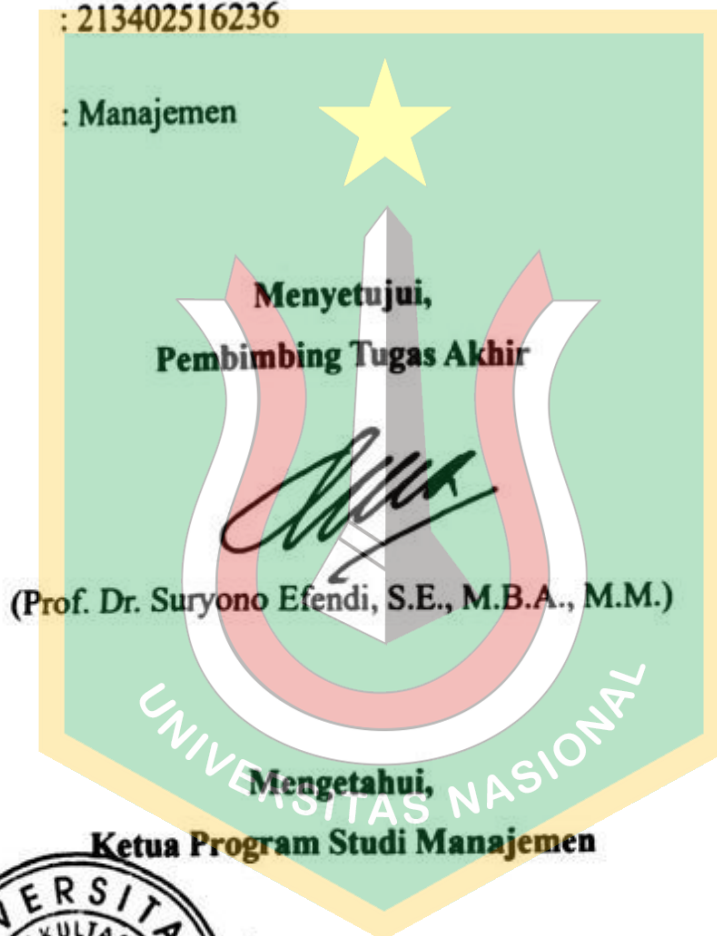 : 213402516236
: Manajemen
Menyetujui,
Pembimbing Tugas Akhir
(Prof. Dr. Suryono Efendi, S.E., M.B.A., M.M.)
UNIVERSITAS NASIONAL
Mengetahui,
Ketua Program Studi Manajemen